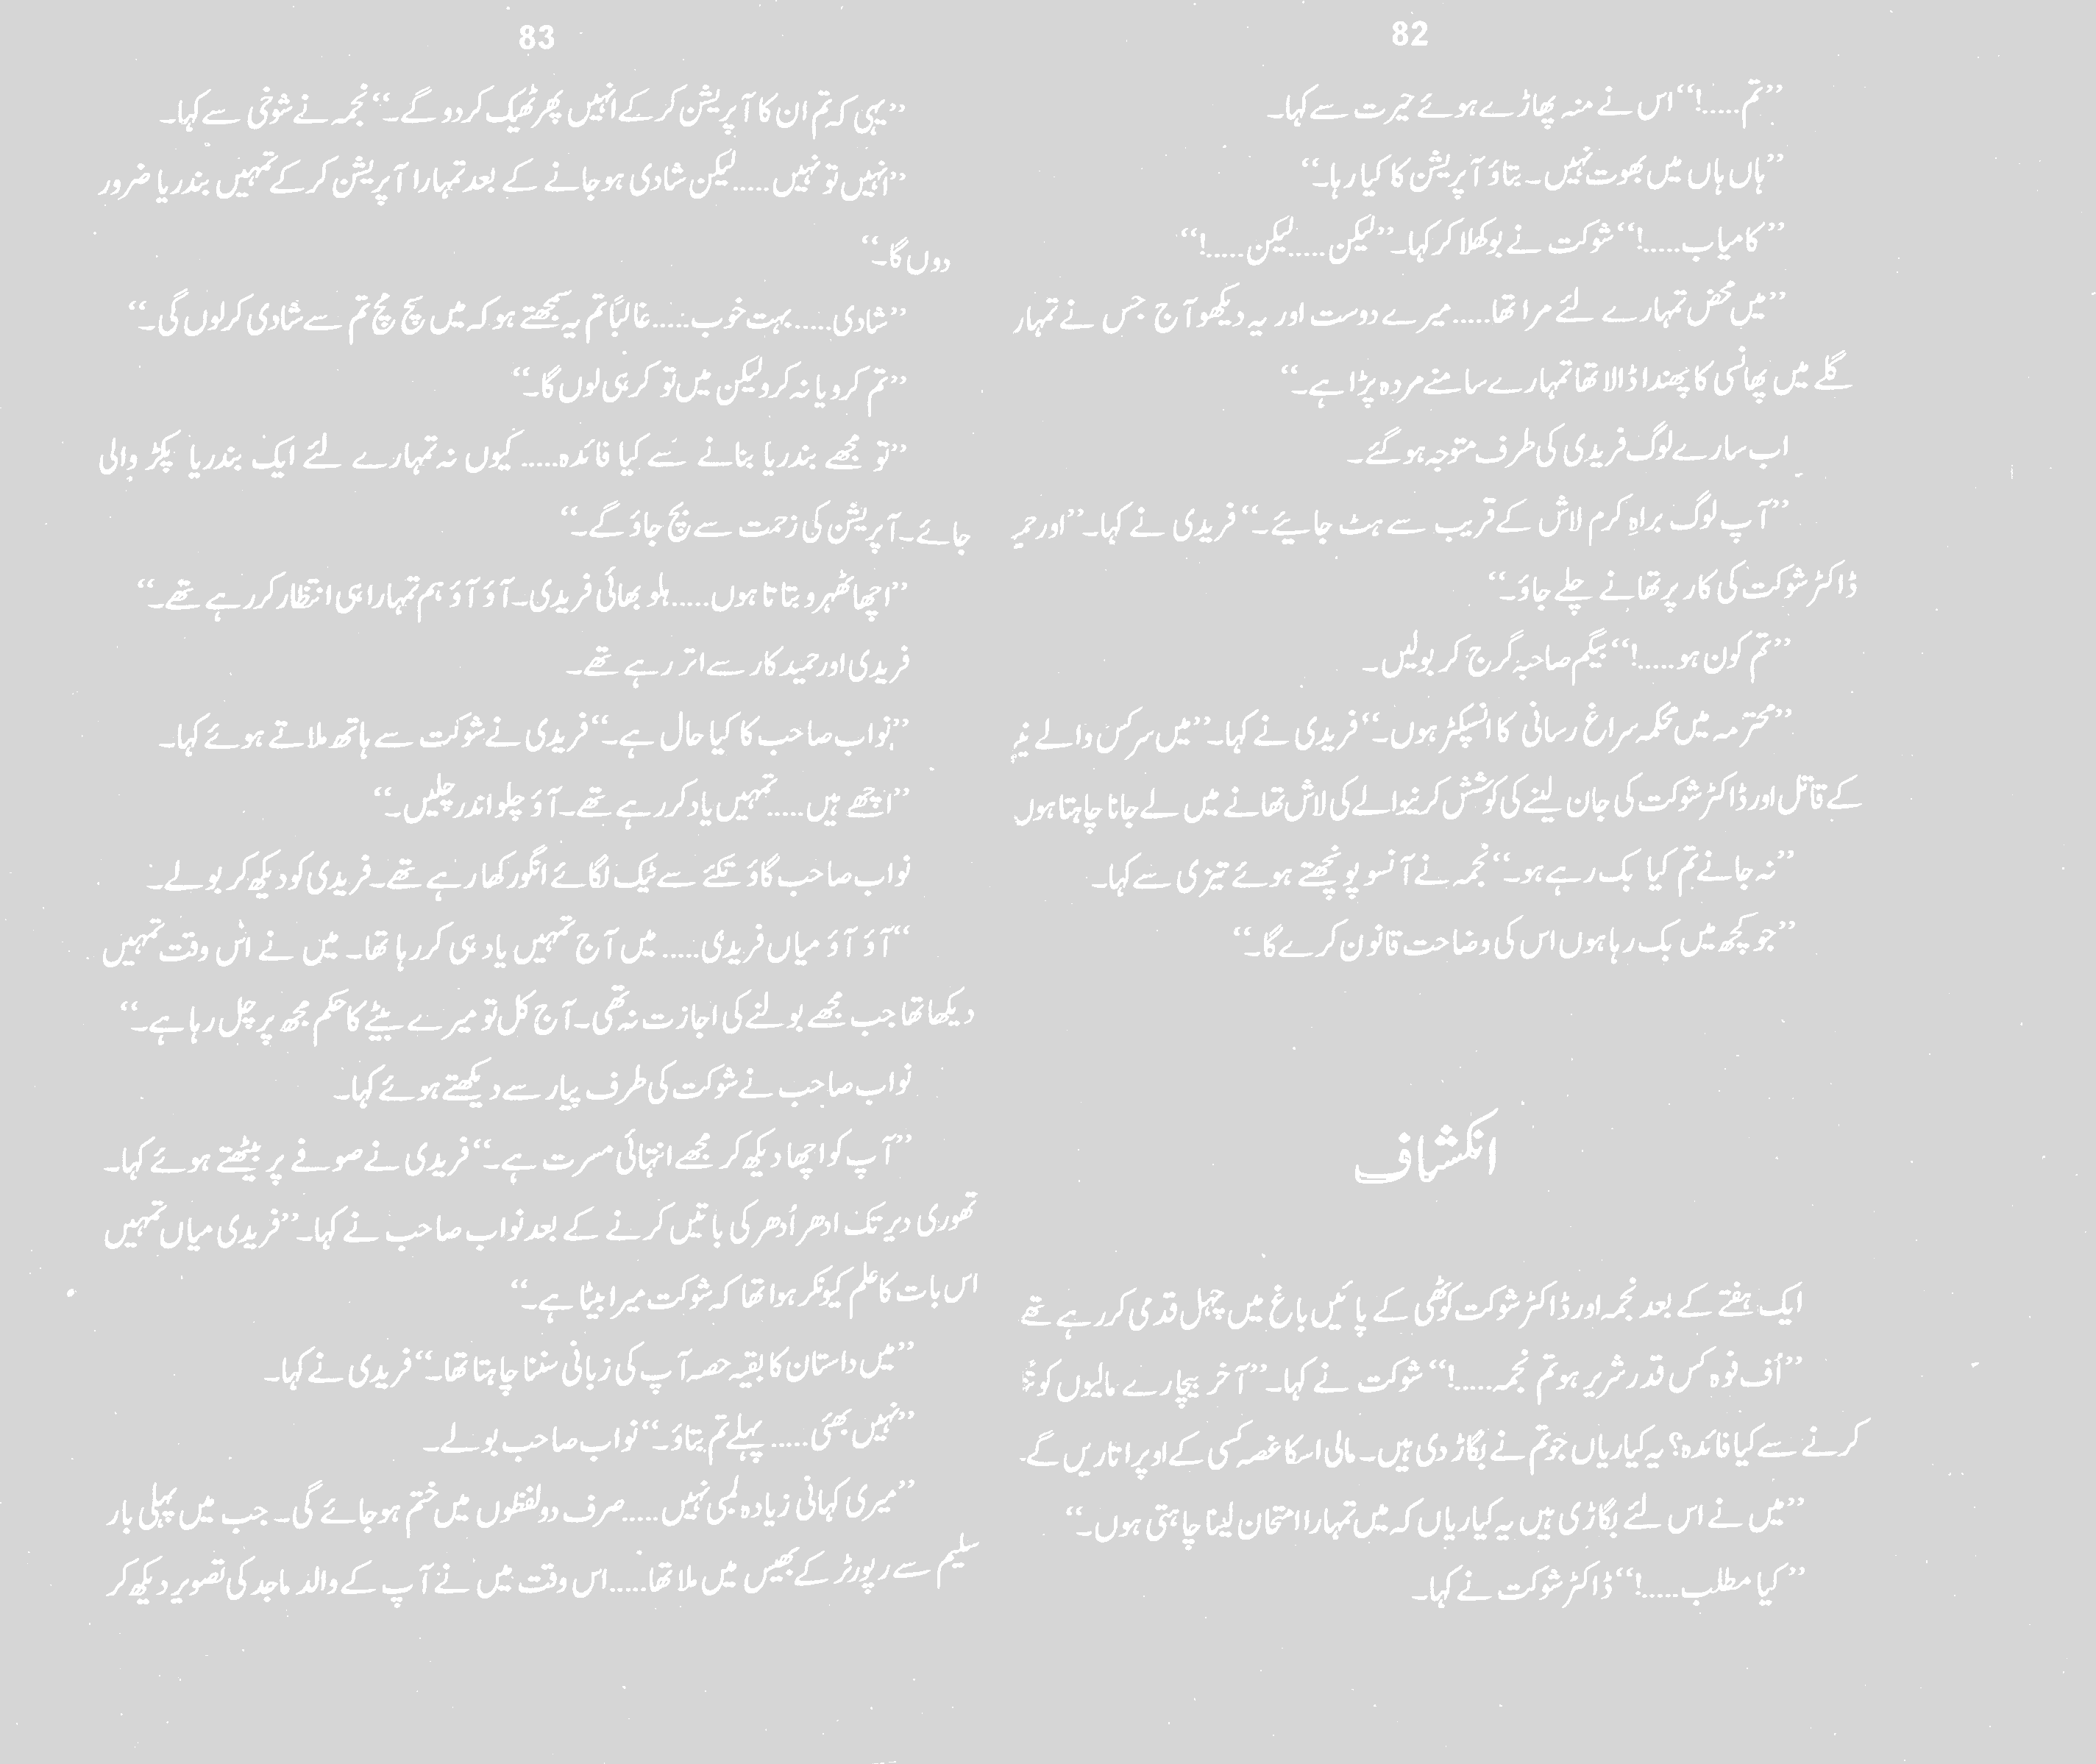 82
”تم.....!“ اس نے منہ پھاڑے ہوئے حیرت سے کہا۔
”ہاں ہاں میں بھوت نہیں۔ بتاؤ آپریشن کا کیا رہا۔“
”کامیاب.....!“ شوکت نے بوکھلا کر کہا۔ ”لیکن.....لیکن.....!“
”میں محض تمہارے لئے مرا تھا.....میرے دوست اور یہ دیکھو آج جس نے تمہار
گلے میں پھانسی کا پھندا ڈالا تھا تمہارے سامنے مردہ پڑا ہے۔“
اب سارے لوگ فریدی کی طرف متوجہ ہوگئے۔
”آپ لوگ براہِ کرم لاش کے قریب سے ہٹ جایئے۔“ فریدی نے کہا۔ ”اور حمید
ڈاکٹر شوکت کی کار پر تھانے چلے جاؤ۔“
”تم کون ہو.....!“ بیگم صاحبہ گرج کر بولیں۔
”محترمہ میں محکمہ سراغ رسانی کا انسپکٹر ہوں۔“ فریدی نے کہا۔ ”میں سرکس والے نیپ
کے قاتل اور ڈاکٹر شوکت کی جان لینے کی کوشش کرنیوالے کی لاش تھانے میں لے جانا چاہتا ہوں
”نہ جانے تم کیا بک رہے ہو۔“ نجمہ نے آنسو پونچھتے ہوئے تیزی سے کہا۔
”جو کچھ میں بک رہا ہوں اس کی وضاحت قانون کرے گا۔“
انکشاف
ایک ہفتے کے بعد نجمہ اور ڈاکٹر شوکت کوٹھی کے پائیں باغ میں چہل قدمی کررہے تھے
”اُف فوہ کس قدر شریر ہو تم نجمہ.....!“ شوکت نے کہا۔ ”آخر بیچارے مالیوں کو تنگ
کرنے سے کیا فائدہ؟ یہ کیاریاں جو تم نے بگاڑ دی ہیں۔ مالی اسکا غصہ کسی کے اوپر اتاریں گے۔
”میں نے اس لئے بگاڑی ہیں یہ کیاریاں کہ میں تمہارا امتحان لینا چاہتی ہوں۔“
”کیا مطلب.....!“ ڈاکٹر شوکت نے کہا۔
83
”یہی کہ تم ان کا آپریشن کرکے انہیں پھر ٹھیک کردو گے۔“ نجمہ نے شوخی سے کہا۔
”انہیں تو نہیں.....لیکن شادی ہوجانے کے بعد تمہارا آپریشن کرکے تمہیں بندریا ضرور
دوں گا۔“
”شادی.....بہت خوب.....غالباً تم یہ سمجھتے ہو کہ میں سچ مچ تم سے شادی کرلوں گی۔“
”تم کرو یا نہ کرو لیکن میں تو کر ہی لوں گا۔“
”تو مجھے بندریا بنانے سے کیا فائدہ.....کیوں نہ تمہارے لئے ایک بندریا پکڑ والی
جائے۔ آپریشن کی زحمت سے بچ جاؤ گے۔“
”اچھا ٹھہرو بتاتا ہوں.....ہلو بھائی فریدی۔ آؤ آؤ ہم تمہارا ہی انتظار کررہے تھے۔“
فریدی اور حمید کار سے اتر رہے تھے۔
”نواب صاحب کا کیا حال ہے۔“ فریدی نے شوکت سے ہاتھ ملاتے ہوئے کہا۔
”اچھے ہیں.....تمہیں یاد کررہے تھے۔ آؤ چلو اندر چلیں۔“
نواب صاحب گاؤ تکئے سے ٹیک لگائے انگور کھا رہے تھے۔ فریدی کو دیکھ کر بولے۔
“آؤ آؤ میاں فریدی.....میں آج تمہیں یاد ہی کررہا تھا۔ میں نے اس وقت تمہیں
دیکھا تھا جب مجھے بولنے کی اجازت نہ تھی۔ آج کل تو میرے بیٹے کا حکم مجھ پر چل رہا ہے۔“
نواب صاحب نے شوکت کی طرف پیار سے دیکھتے ہوئے کہا۔
”آپ کو اچھا دیکھ کر مجھے انتہائی مسرت ہے۔“ فریدی نے صوفے پر بیٹھتے ہوئے کہا۔
تھوڑی دیر تک ادھر اُدھر کی باتیں کرنے کے بعد نواب صاحب نے کہا۔ ”فریدی میاں تمہیں
اس بات کا علم کیونکر ہوا تھا کہ شوکت میرا بیٹا ہے۔“
”میں داستان کا بقیہ حصہ آپ کی زبانی سننا چاہتا تھا۔“ فریدی نے کہا۔
”نہیں بھئی.....پہلے تم بتاؤ۔“ نواب صاحب بولے۔
”میری کہانی زیادہ لمبی نہیں.....صرف دو لفظوں میں ختم ہوجائے گی۔ جب میں پہلی بار
سلیم سے رپورٹر کے بھیس میں ملا تھا.....اس وقت میں نے آپ کے والد ماجد کی تصویر دیکھ کر